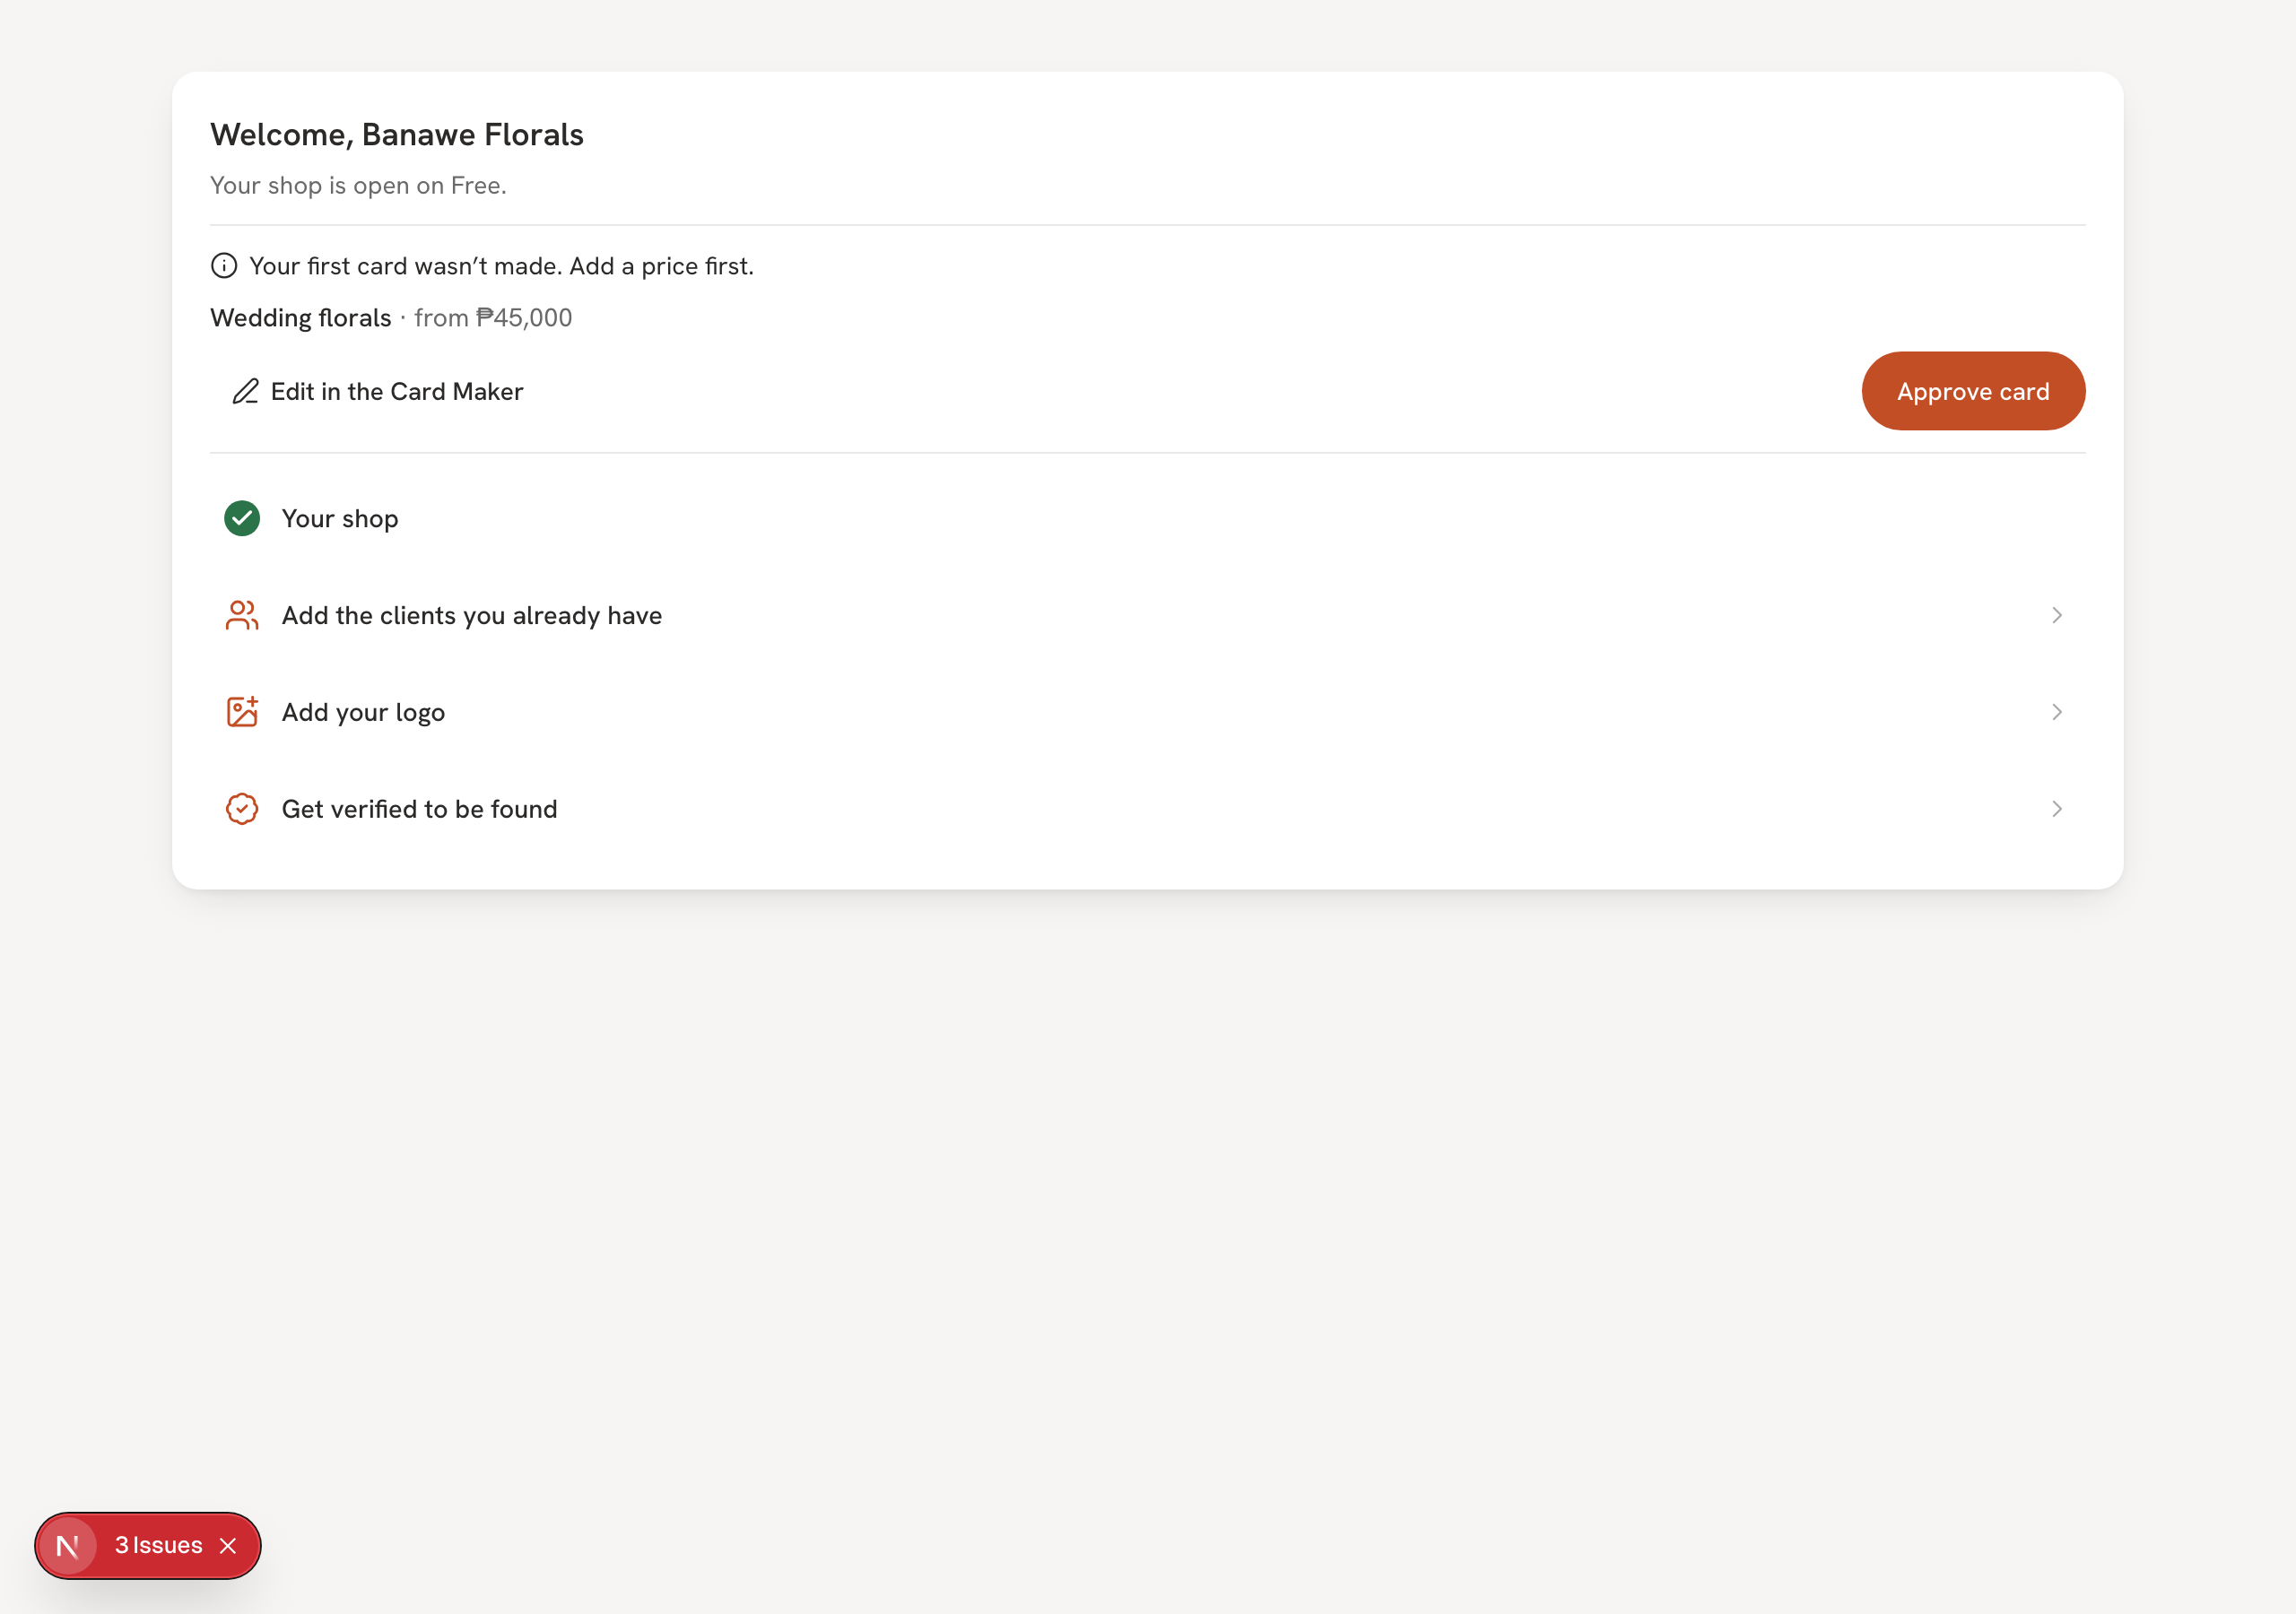 Welcome, Banawe Florals
Your shop is open on Free.
Your first card wasn’t made. Add a price first.
Wedding florals · from ₱45,000
Edit in the Card Maker
Approve card
Your shop
Add the clients you already have
Add your logo
Get verified to be found
N 3 Issues